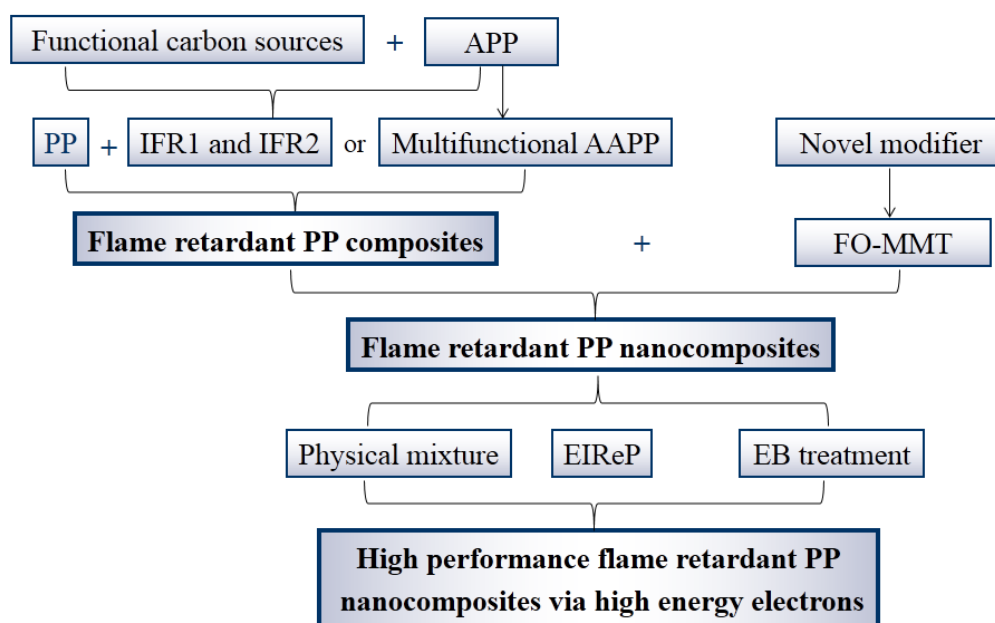 Functional carbon sources + APP
PP + IFR1 and IFR2 or Multifunctional AAPP
Novel modifier
Flame retardant PP composites + FO-MMT
Flame retardant PP nanocomposites
Physical mixture EIReP EB treatment
High performance flame retardant PP
nanocomposites via high energy electrons